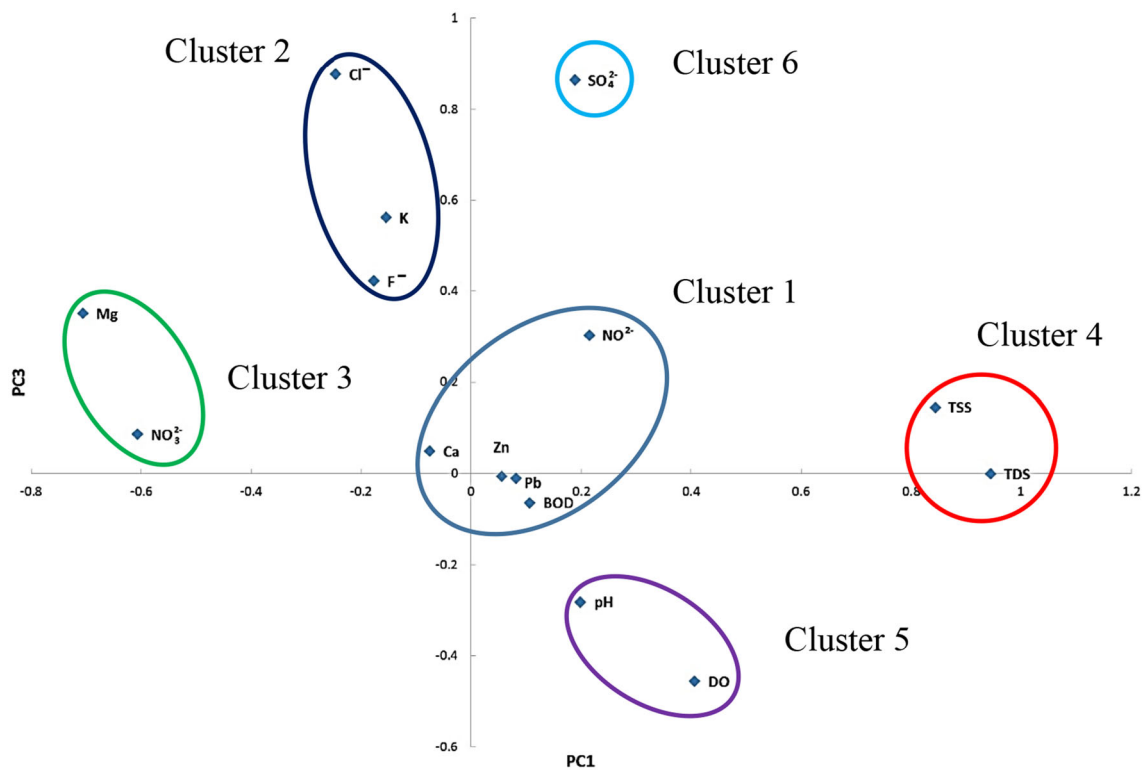 1
Cluster 2
Cl⁻
SO₄²⁻
Cluster 6
0.8
0.6
K
F⁻
0.4
Mg
Cluster 1
NO²⁻
Cluster 4
PC3
Cluster 3
0.2
TSS
NO₃²⁻
Ca
Zn
0
Pb
TDS
BOD
-0.8
-0.6
-0.4
-0.2
0
0.2
0.4
0.6
0.8
1
1.2
-0.2
pH
Cluster 5
-0.4
DO
-0.6
PC1